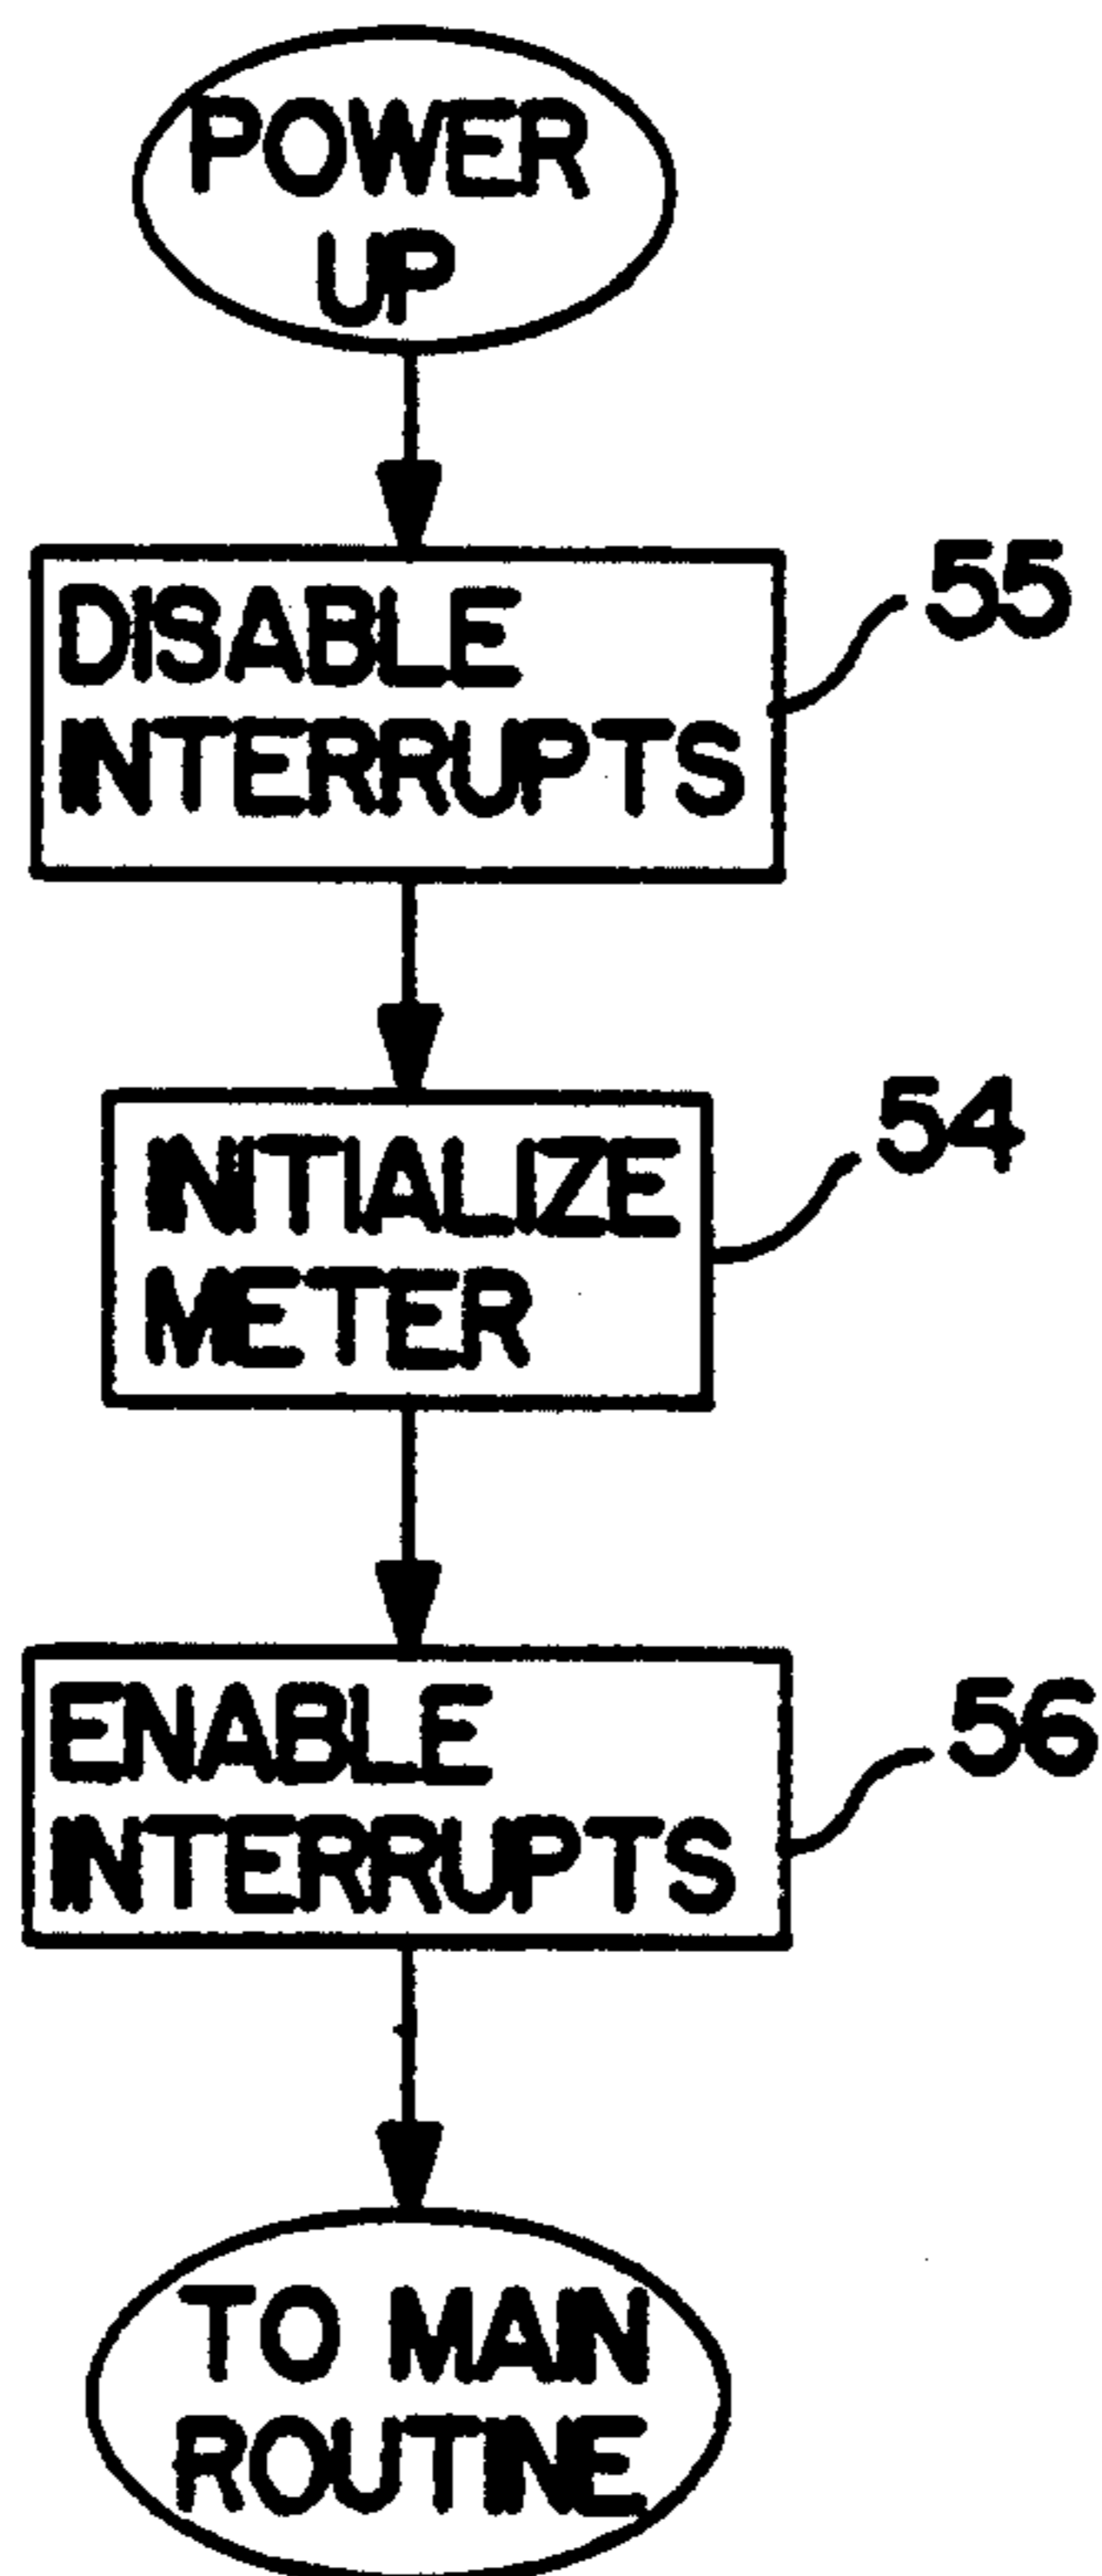 POWER
UP
DISABLE
INTERRUPTS
55
INITIALIZE
METER
54
ENABLE
INTERRUPTS
56
TO MAIN
ROUTINE